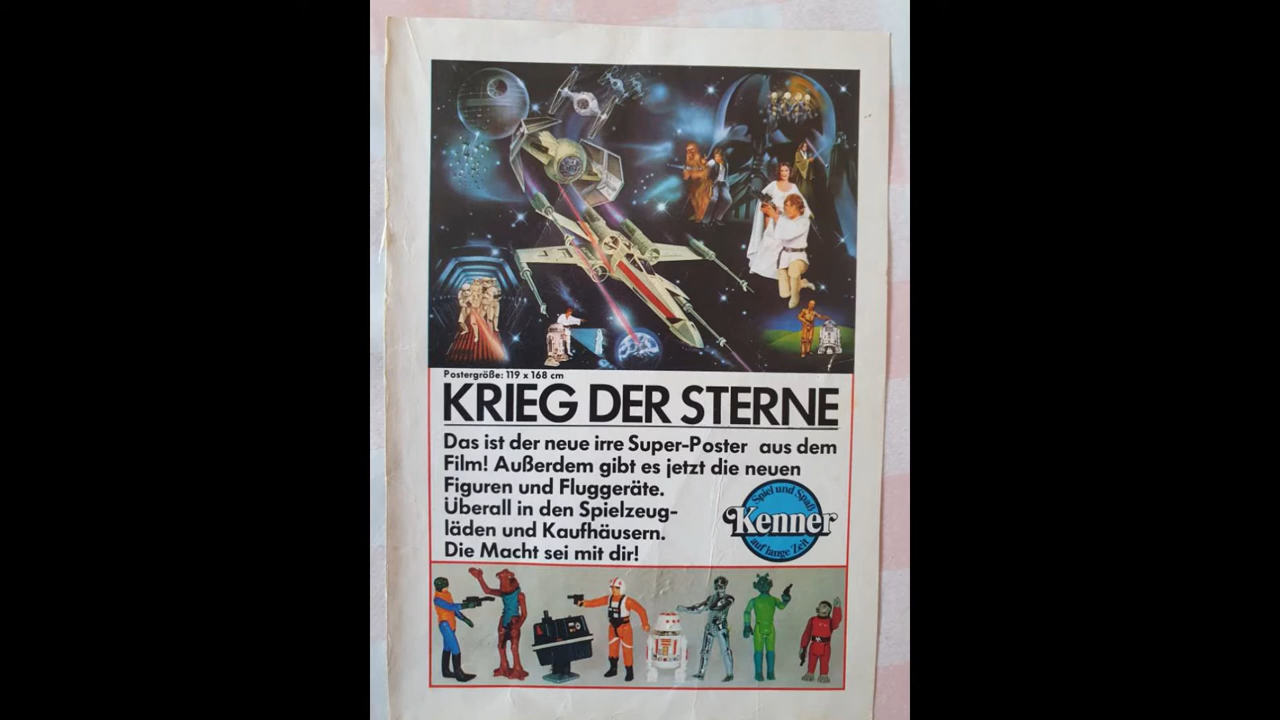 Postergröße: 119 x 168 cm
KRIEG DER STERNE
Das ist der neue irre Super-Poster aus dem
Film! Außerdem gibt es jetzt die neuen
Figuren und Fluggeräte.
Überall in den Spielzeug-
läden und Kaufhäusern.
Die Macht sei mit dir!
Spiel und Spaß
Kenner
auf lange Zeit